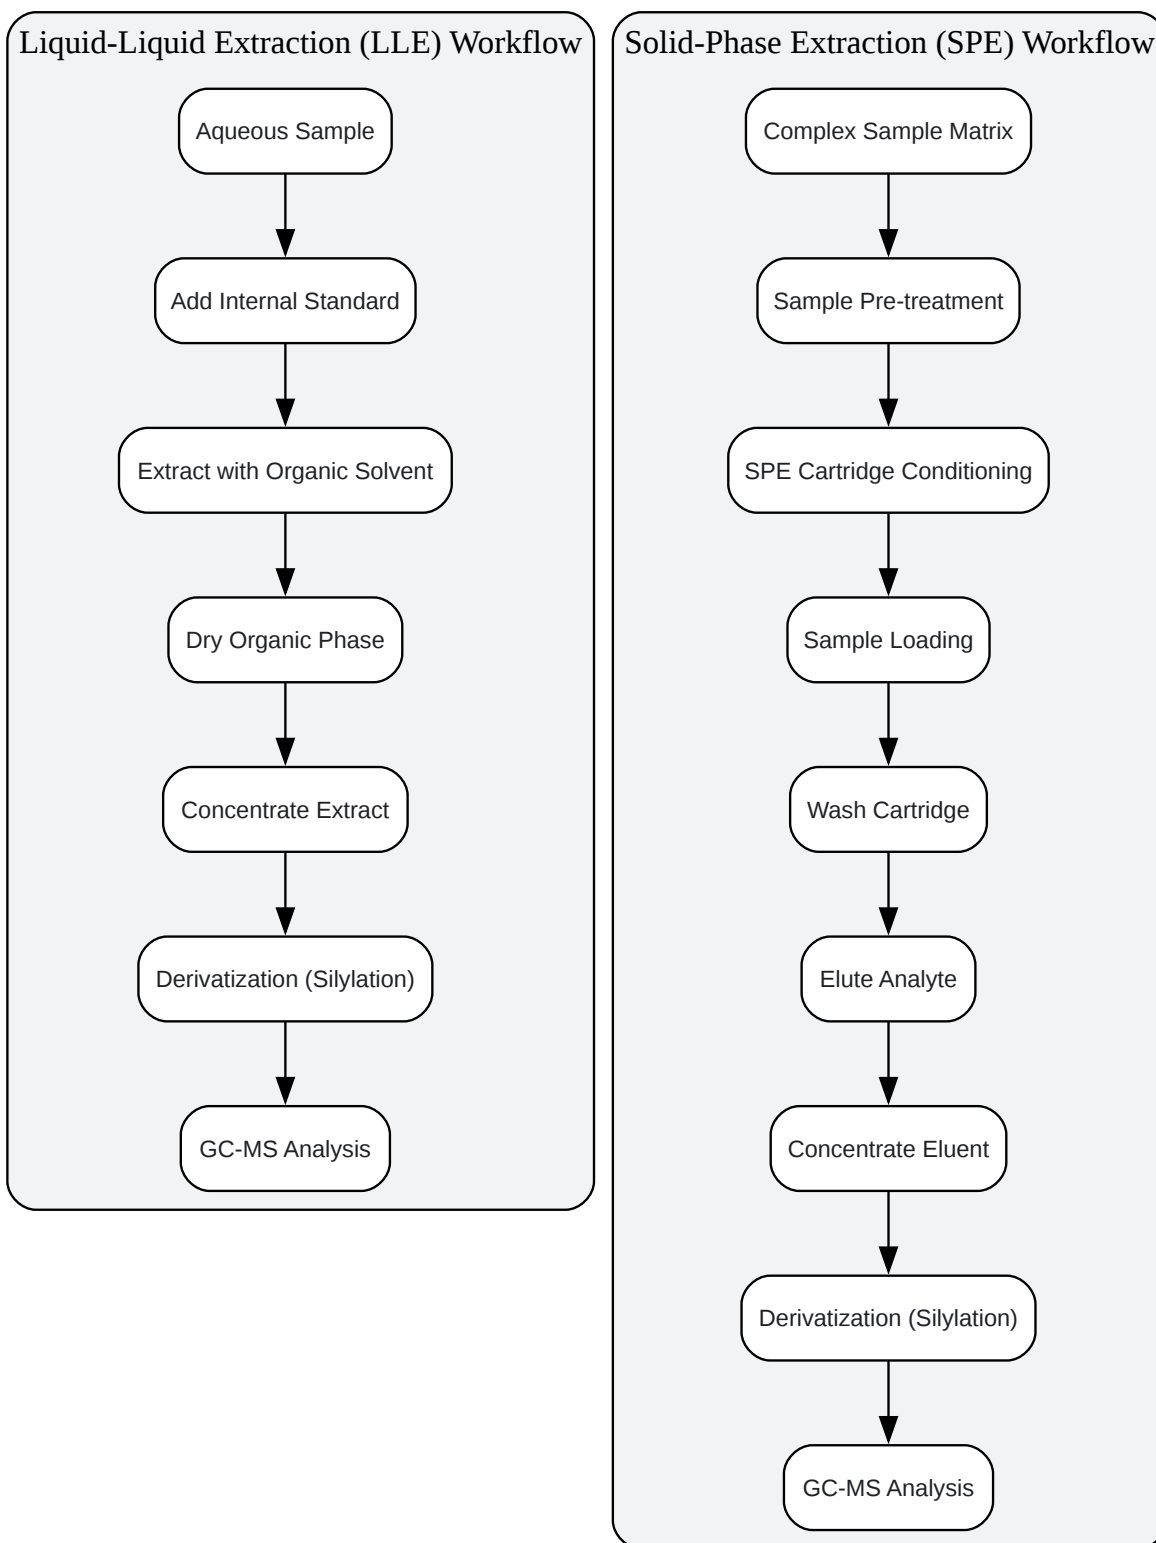 Liquid-Liquid Extraction (LLE) Workflow
Aqueous Sample
Add Internal Standard
Extract with Organic Solvent
Dry Organic Phase
Concentrate Extract
Derivatization (Silylation)
GC-MS Analysis
Solid-Phase Extraction (SPE) Workflow
Complex Sample Matrix
Sample Pre-treatment
SPE Cartridge Conditioning
Sample Loading
Wash Cartridge
Elute Analyte
Concentrate Eluent
Derivatization (Silylation)
GC-MS Analysis